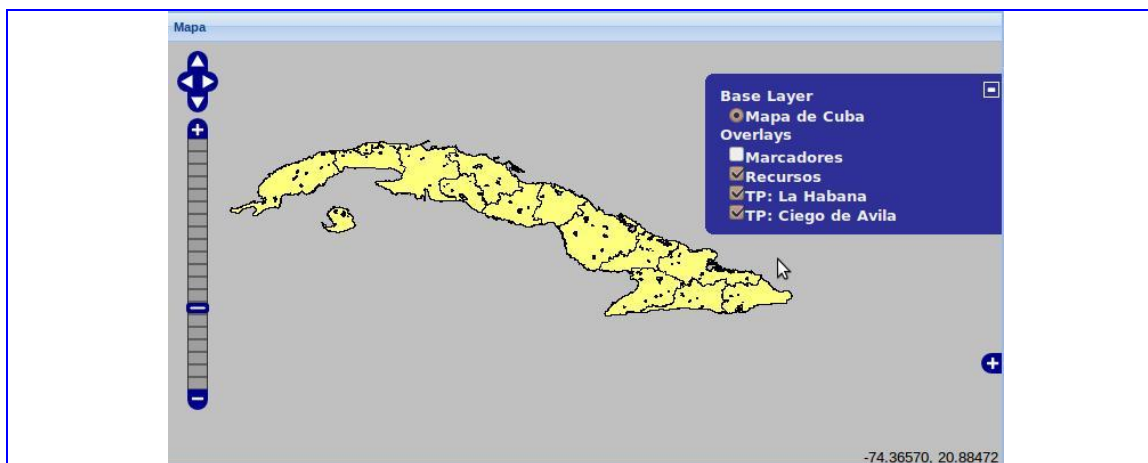 Mapa
Base Layer
Mapa de Cuba
Overlays
Marcadores
Recursos
TP: La Habana
TP: Ciego de Avila
-74.36570, 20.88472